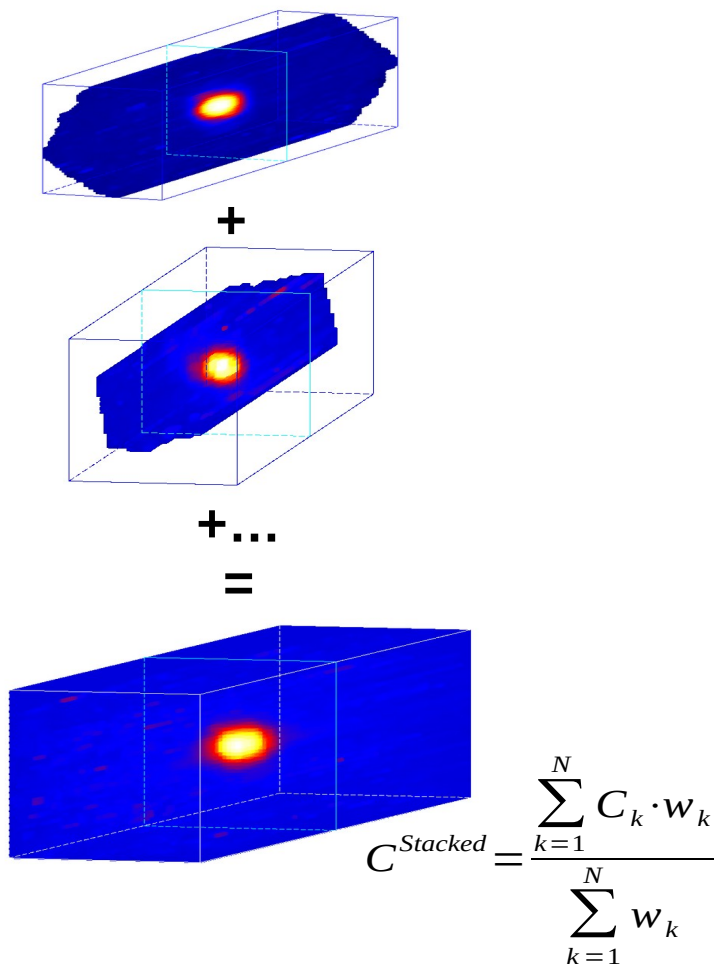 +
+...
=
C^{Stacked} = \frac{\sum_{k=1}^{N} C_k \cdot w_k}{\sum_{k=1}^{N} w_k}